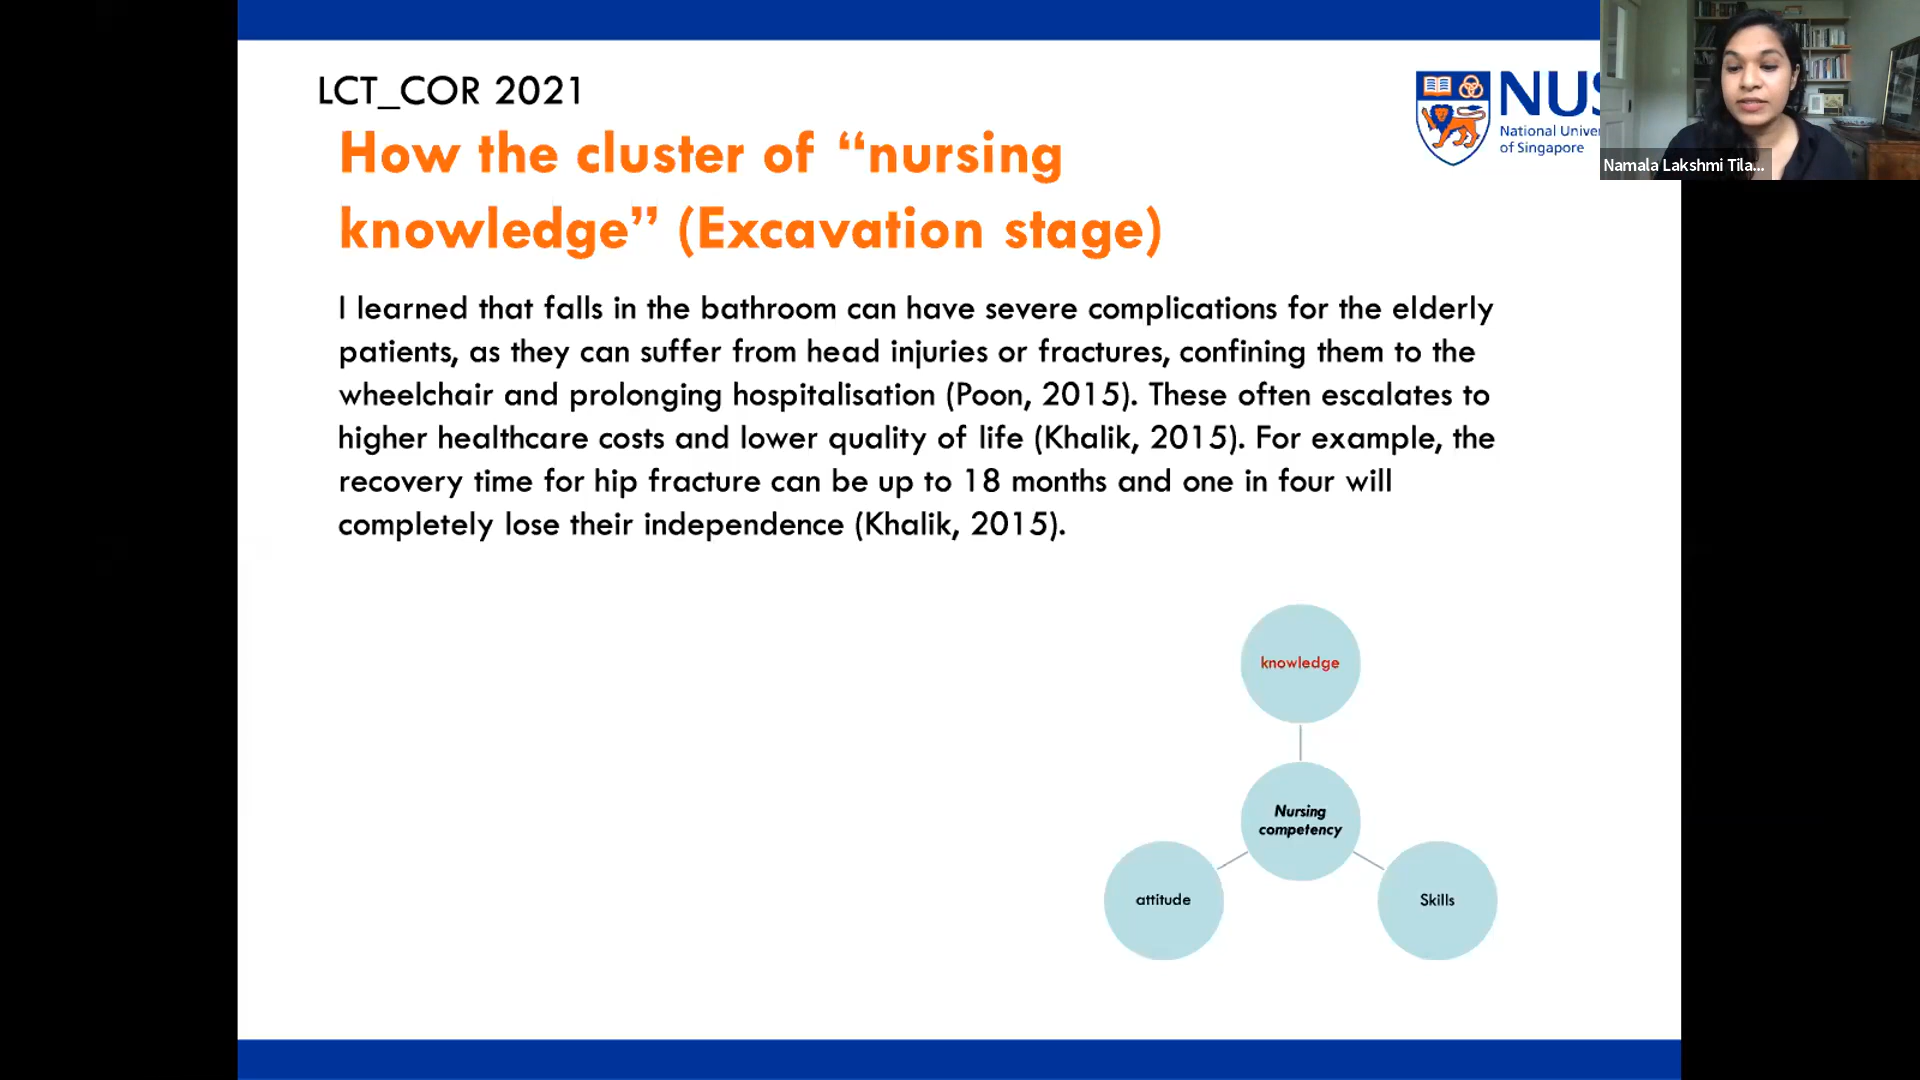 LCT_COR 2021
How the cluster of “nursing
knowledge” (Excavation stage)
NUS
National Univer
of Singapore
Namala Lakshmi Tila...
I learned that falls in the bathroom can have severe complications for the elderly
patients, as they can suffer from head injuries or fractures, confining them to the
wheelchair and prolonging hospitalisation (Poon, 2015). These often escalates to
higher healthcare costs and lower quality of life (Khalik, 2015). For example, the
recovery time for hip fracture can be up to 18 months and one in four will
completely lose their independence (Khalik, 2015).
knowledge
Nursing
competency
attitude
Skills